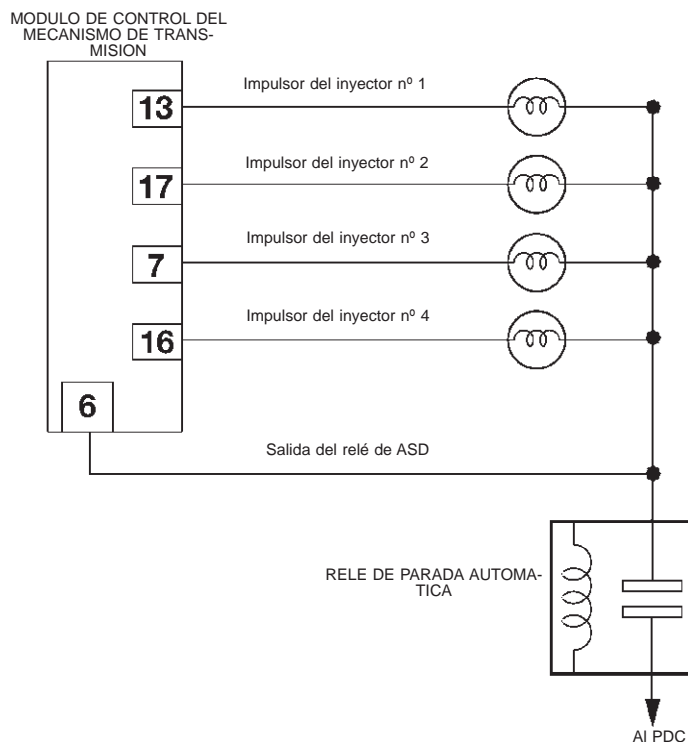 MODULO DE CONTROL DEL
MECANISMO DE TRANS-
MISION
13
Impulsor del inyector nº 1
17
Impulsor del inyector nº 2
7
Impulsor del inyector nº 3
16
Impulsor del inyector nº 4
6
Salida del relé de ASD
RELE DE PARADA AUTOMA-
TICA
Al PDC